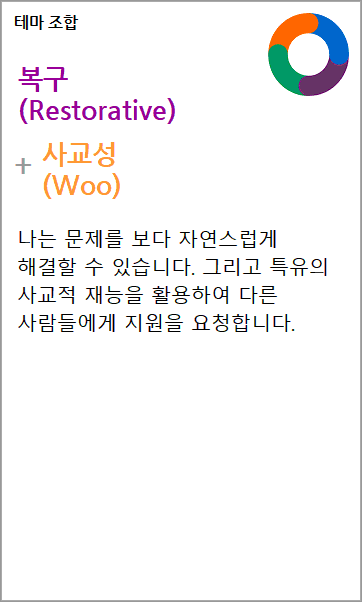 테마 조합
복구
(Restorative)
+ 사교성
(Woo)
나는 문제를 보다 자연스럽게
해결할 수 있습니다. 그리고 특유의
사교적 재능을 활용하여 다른
사람들에게 지원을 요청합니다.